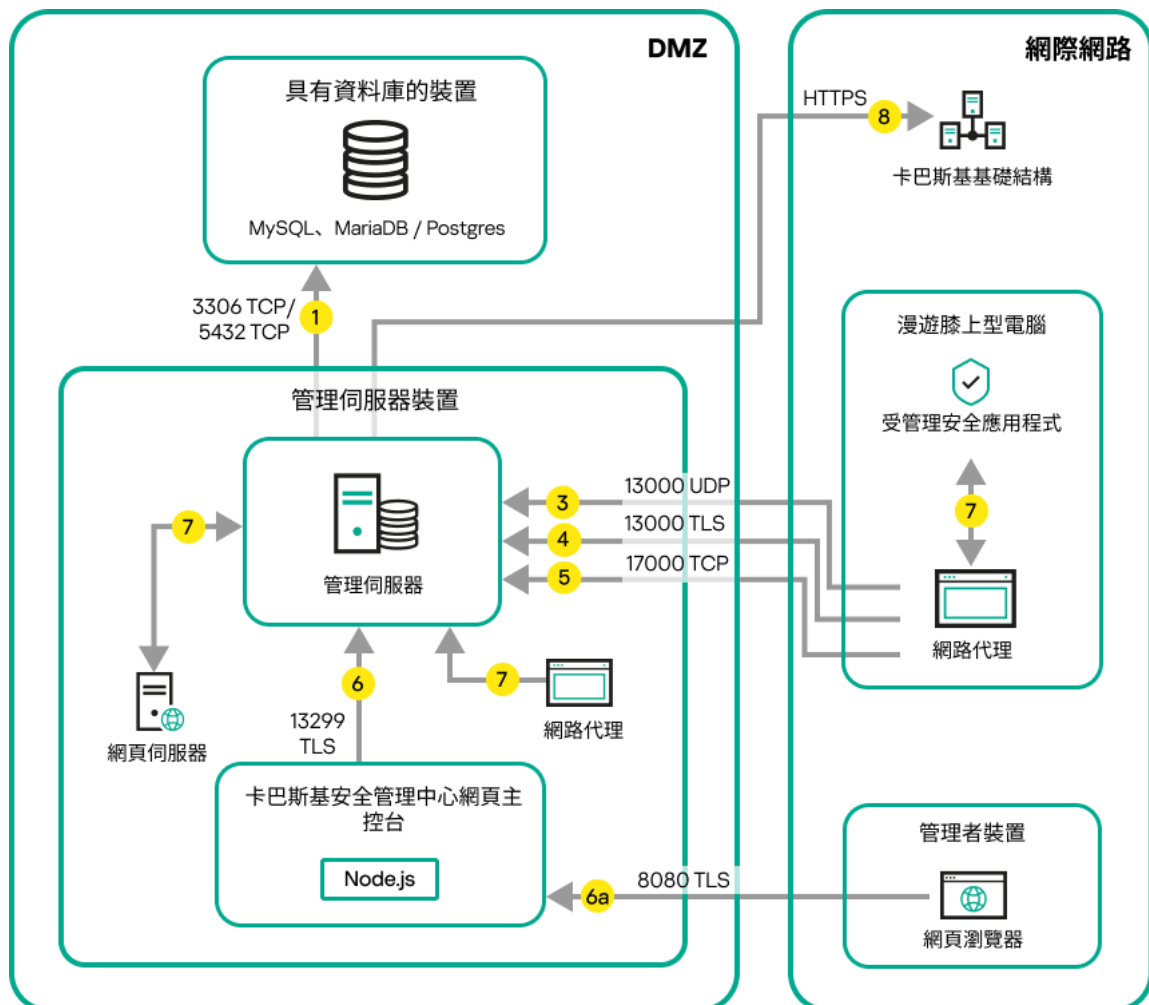 DMZ
具有資料庫的裝置
MySQL、MariaDB / Postgres
3306 TCP/
5432 TCP
1
管理伺服器裝置
管理伺服器
7
網頁伺服器
6
13299
TLS
7
網路代理
卡巴斯基安全管理中心網頁主
控台
Node.js
網際網路
HTTPS
8
卡巴斯基基礎結構
漫遊膝上型電腦
受管理安全應用程式
7
網路代理
13000 UDP
3
13000 TLS
4
17000 TCP
5
管理者裝置
網頁瀏覽器
8080 TLS
6a